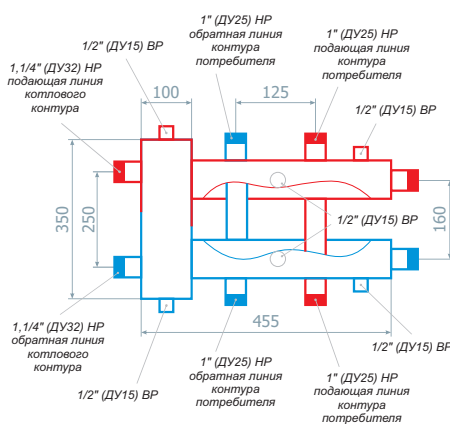 1" (ДУ25) НР
обратная линия
контура
потребителя
1" (ДУ25) НР
подающая линия
контура
потребителя
1/2" (ДУ15) ВР
1,1/4" (ДУ32) НР
подающая линия
котлового
контура
100
125
1/2" (ДУ15) ВР
350
250
1/2" (ДУ15) ВР
160
455
1,1/4" (ДУ32) НР
обратная линия
котлового
контура
1/2" (ДУ15) ВР
1" (ДУ25) НР
обратная линия
контура
потребителя
1" (ДУ25) НР
подающая линия
контура
потребителя
1/2" (ДУ15) ВР